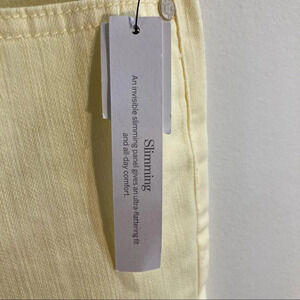 Slimming
An invisible slimming panel gives an ultra-flattering fit
and all-day comfort.